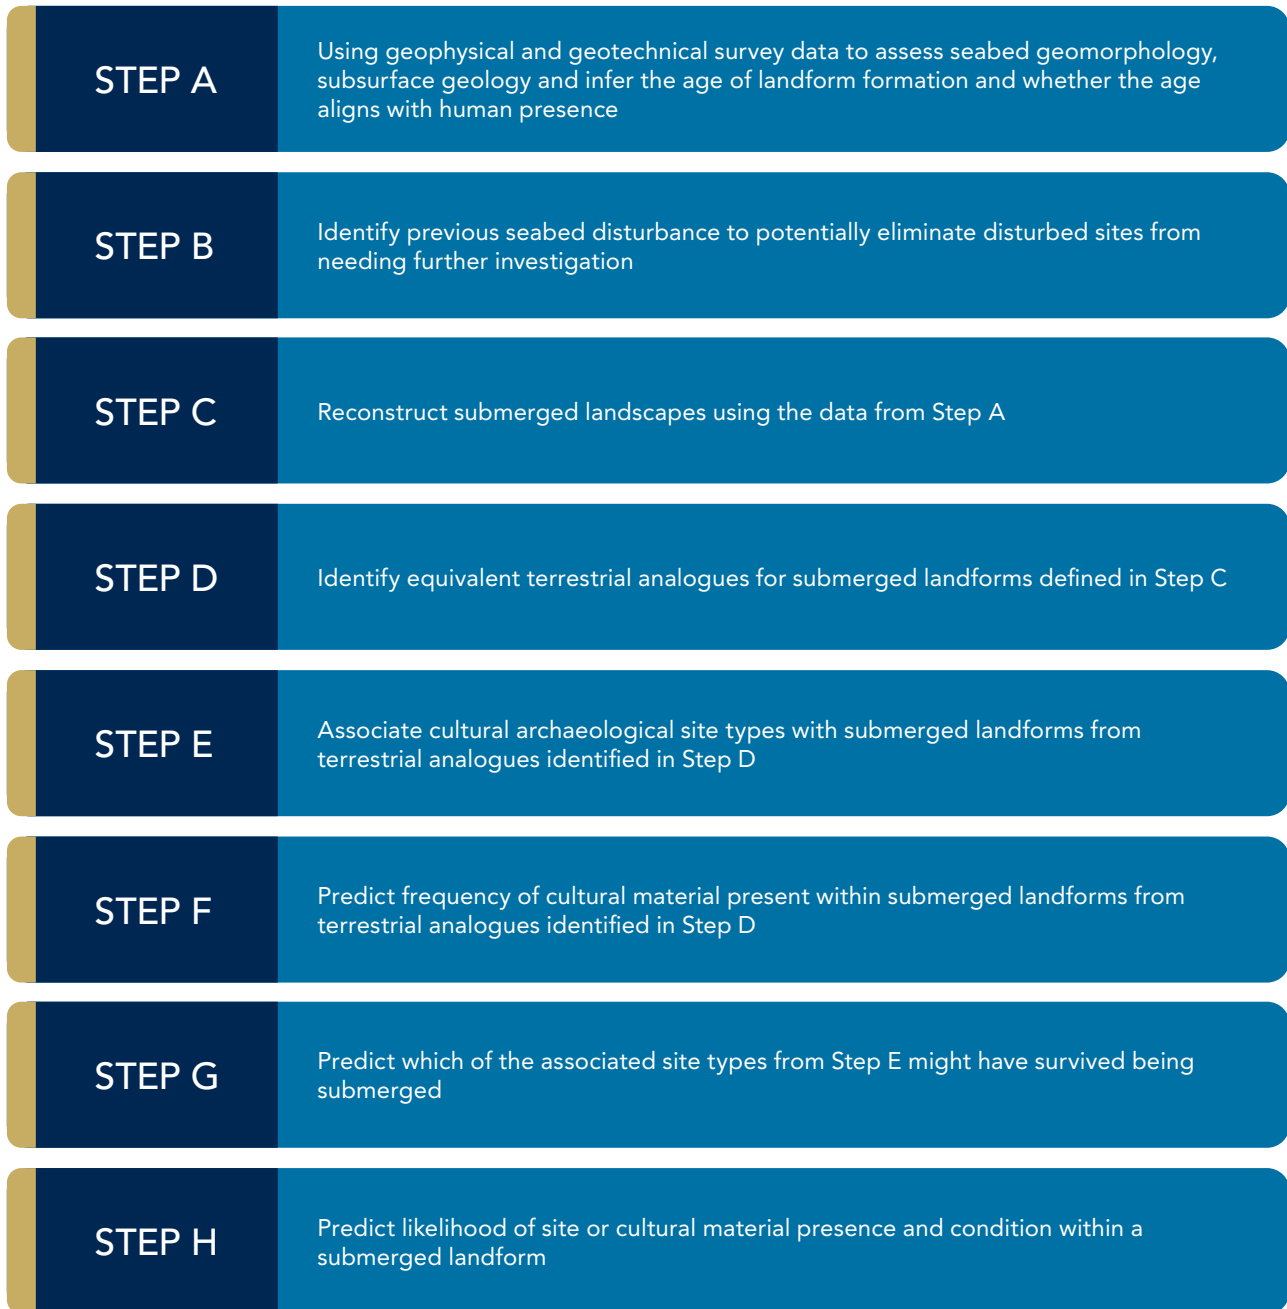 STEP A
Using geophysical and geotechnical survey data to assess seabed geomorphology,
subsurface geology and infer the age of landform formation and whether the age
aligns with human presence
STEP B
Identify previous seabed disturbance to potentially eliminate disturbed sites from
needing further investigation
STEP C
Reconstruct submerged landscapes using the data from Step A
STEP D
Identify equivalent terrestrial analogues for submerged landforms defined in Step C
STEP E
Associate cultural archaeological site types with submerged landforms from
terrestrial analogues identified in Step D
STEP F
Predict frequency of cultural material present within submerged landforms from
terrestrial analogues identified in Step D
STEP G
Predict which of the associated site types from Step E might have survived being
submerged
STEP H
Predict likelihood of site or cultural material presence and condition within a
submerged landform